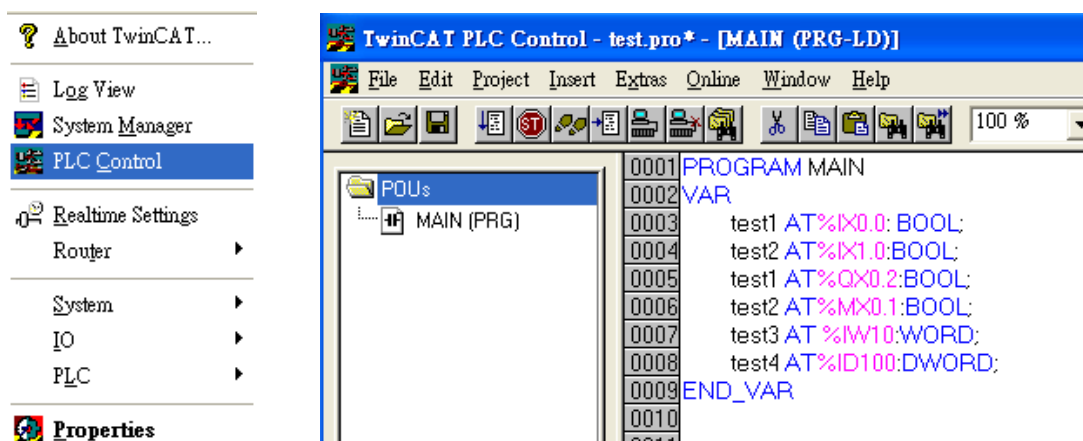 About TwinCAT...
Log View
System Manager
PLC Control
Realtime Settings
Router
System
IO
PLC
Properties
TwinCAT PLC Control - test.pro* - [MAIN (PRG-LD)]
File Edit Project Insert Extras Online Window Help
100 %
POUs
MAIN (PRG)
0001 PROGRAM MAIN
0002 VAR
0003 test1 AT%IX0.0: BOOL;
0004 test2 AT%IX1.0:BOOL;
0005 test1 AT%QX0.2:BOOL;
0006 test2 AT%MX0.1:BOOL;
0007 test3 AT %IW10:WORD;
0008 test4 AT%ID100:DWORD;
0009 END_VAR
0010